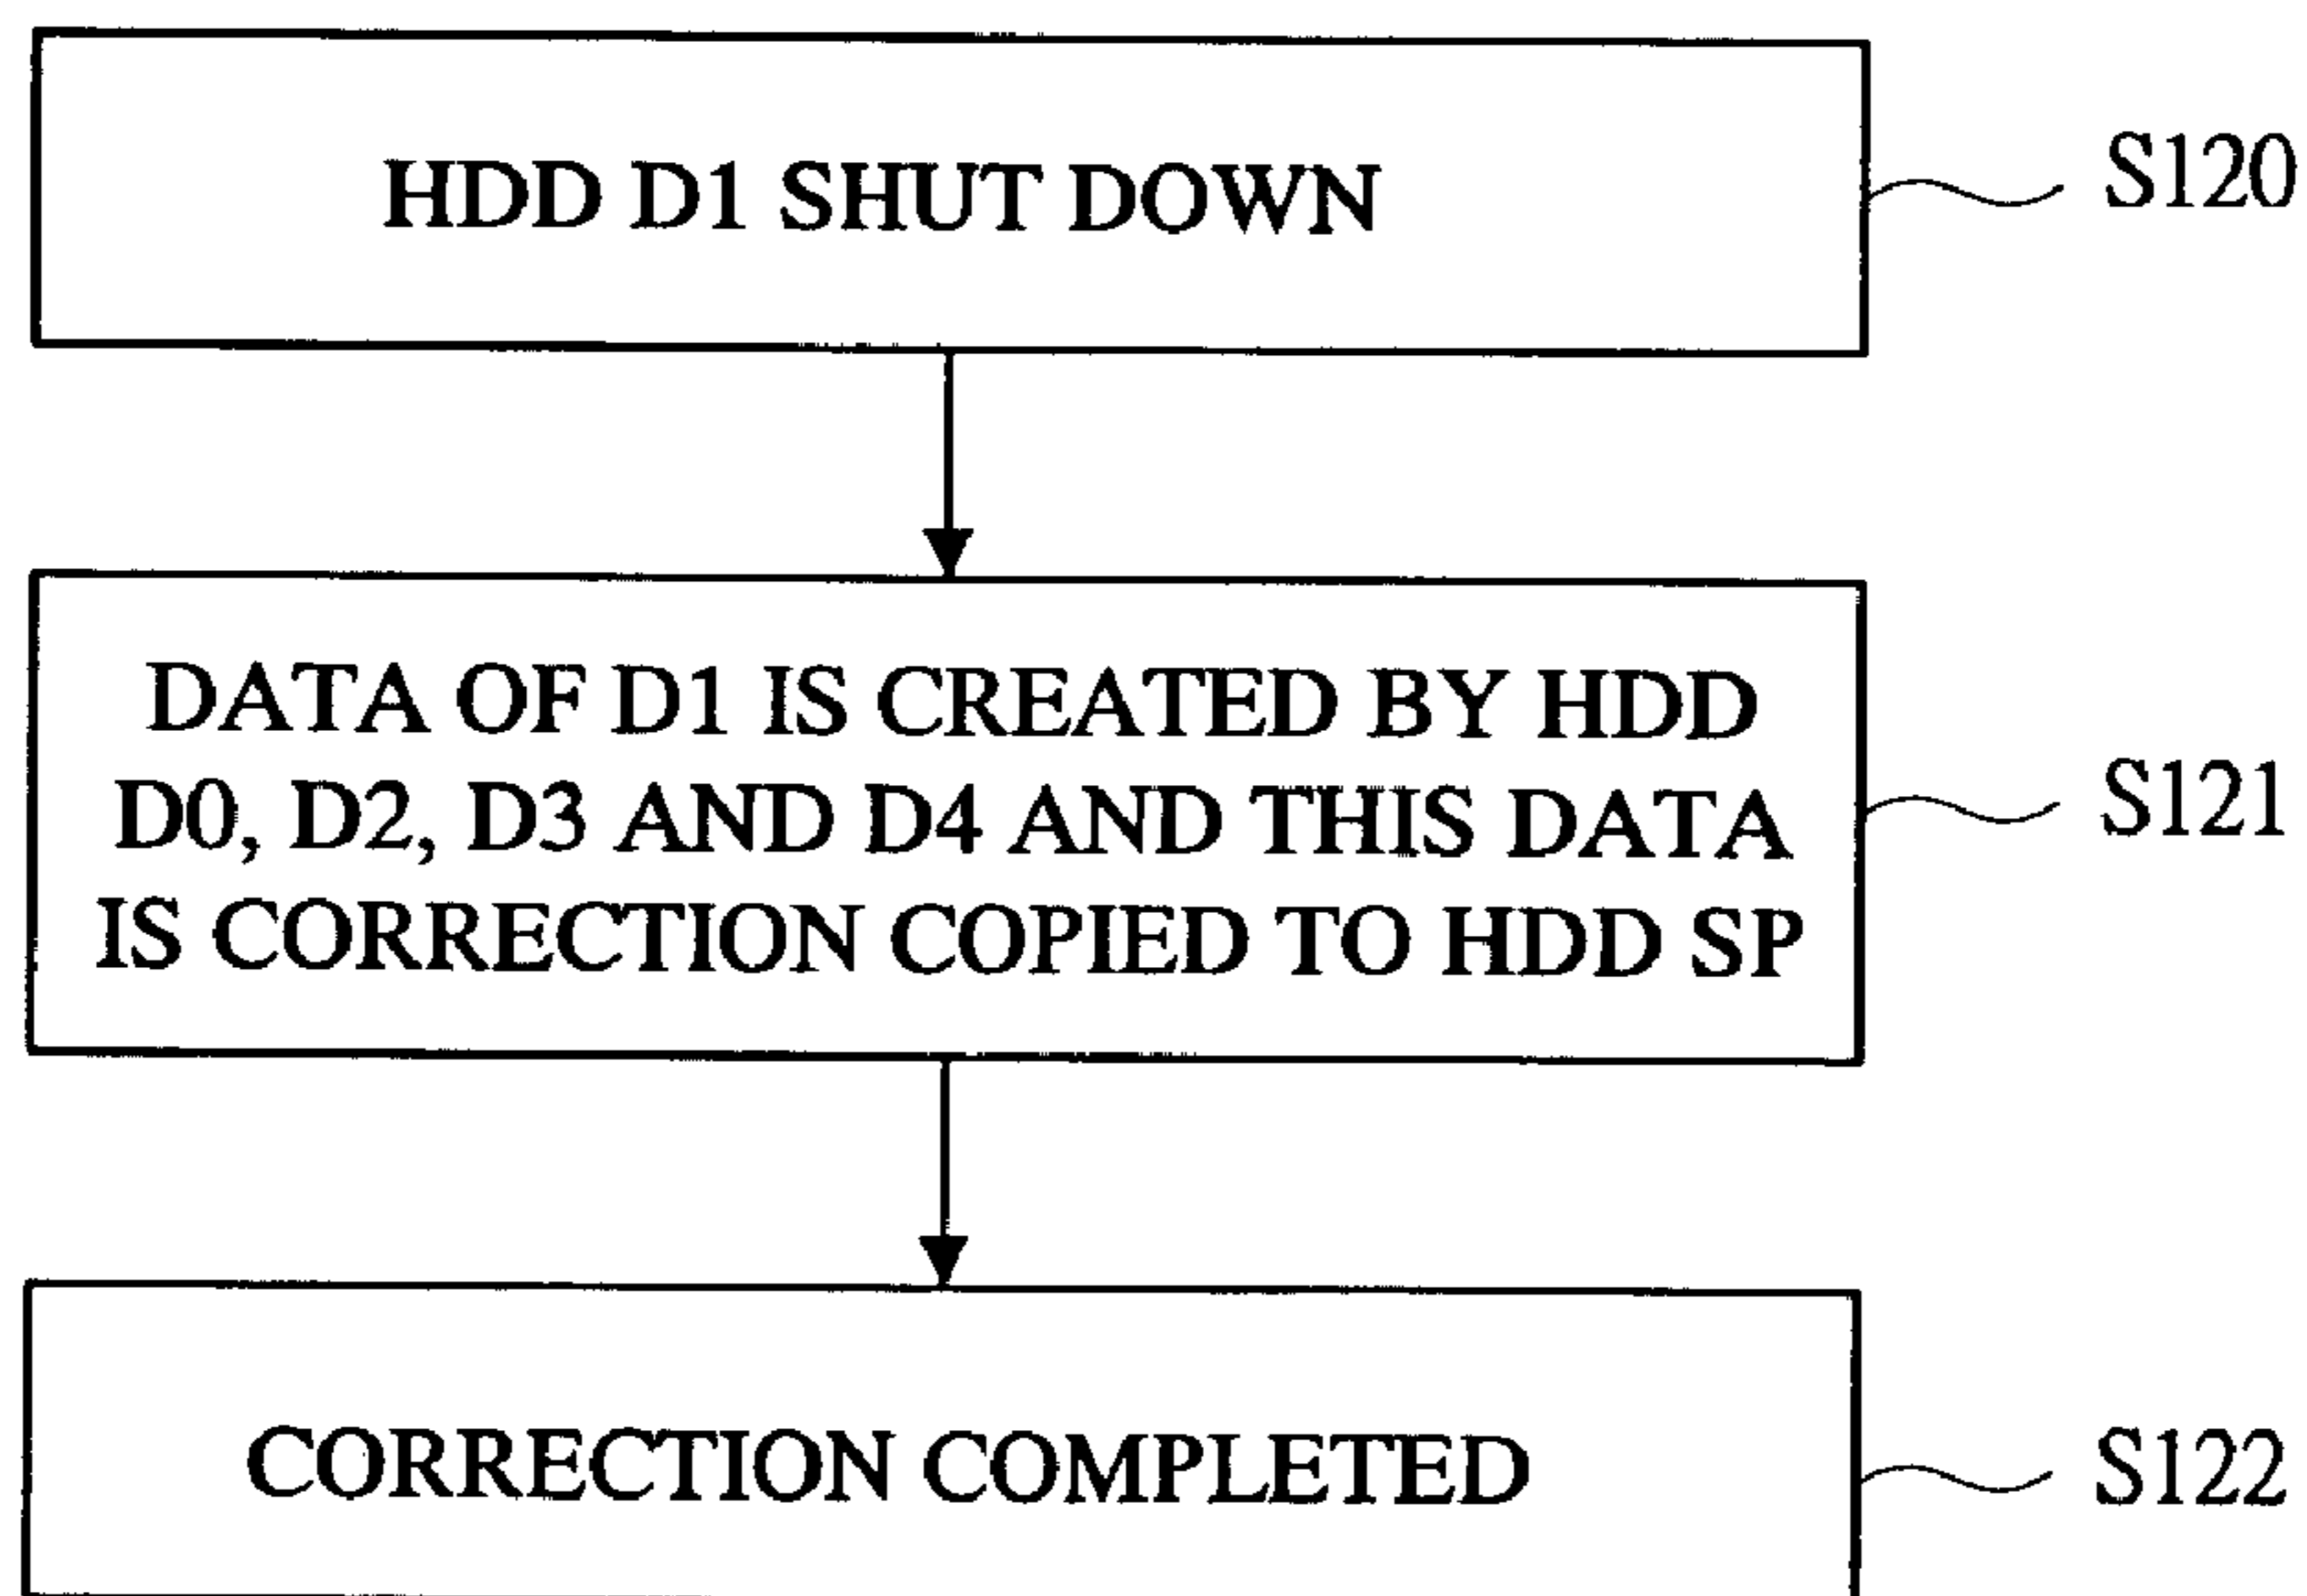 HDD D1 SHUT DOWN
S120
DATA OF D1 IS CREATED BY HDD
D0, D2, D3 AND D4 AND THIS DATA
IS CORRECTION COPIED TO HDD SP
S121
CORRECTION COMPLETED
S122